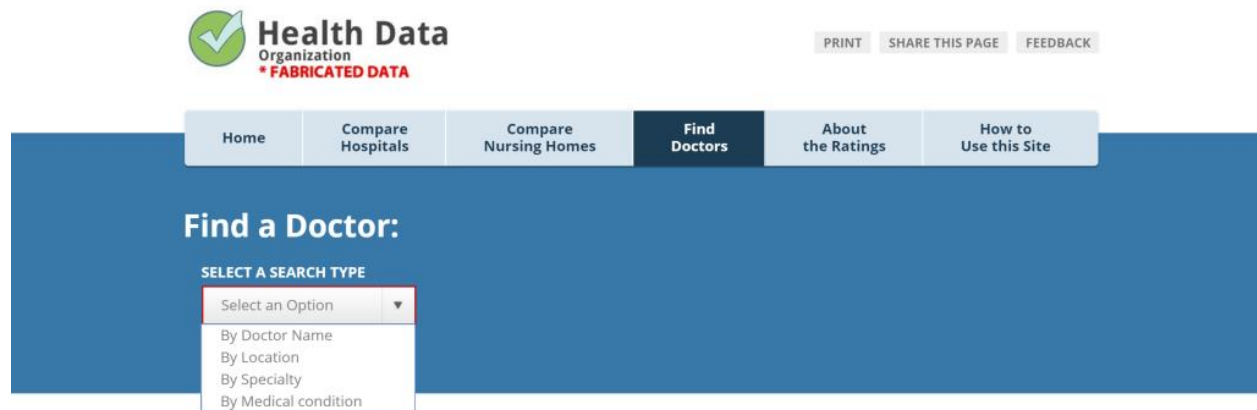 Health Data
Organization
* FABRICATED DATA
PRINT
SHARE THIS PAGE
FEEDBACK
Home
Compare
Hospitals
Compare
Nursing Homes
Find
Doctors
About
the Ratings
How to
Use this Site
Find a Doctor:
SELECT A SEARCH TYPE
Select an Option
By Doctor Name
By Location
By Specialty
By Medical condition